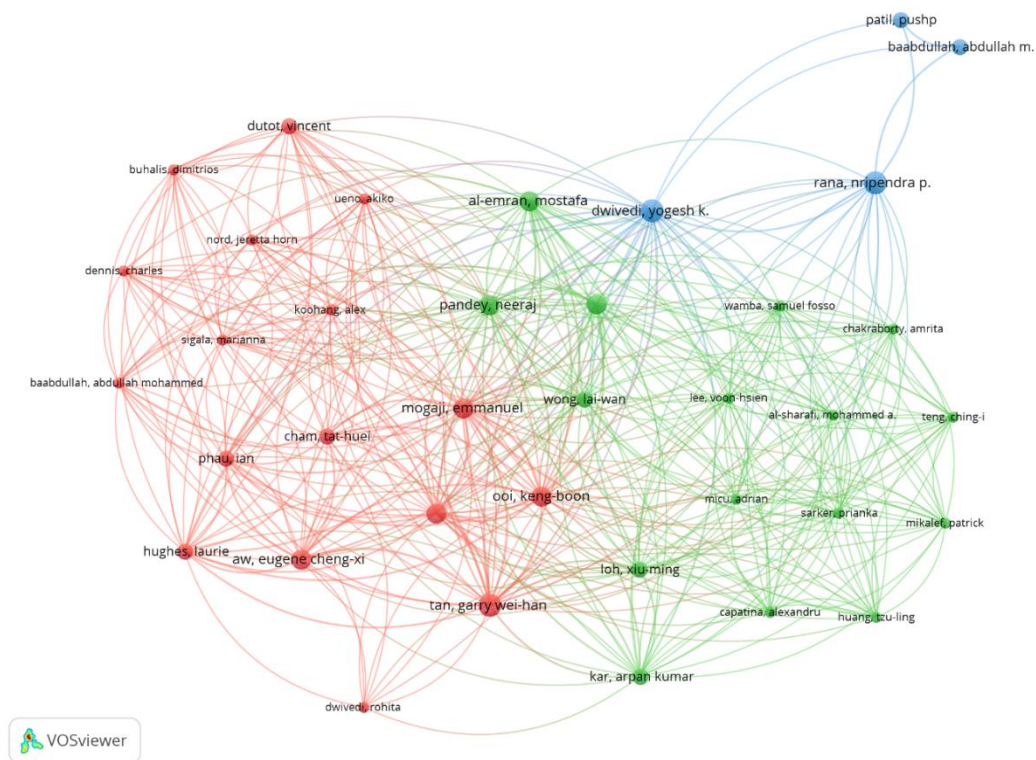 patil, pushp
baabdullah, abdullah m.
dutot, vincent
buhalis, dimitrios
rana, nripendra p.
ueno, akiko
al-emran, mostafa
dwivedi, yogesh k.
nord, jeretta horn
dennis, charles
pandey, neeraj
wamba, samuel fosso
koohang, alex
chakraborty, amrita
sigala, marianna
baabdullah, abdullah mohammed
wong, lai-wan
lee, voon-hsien
mogaji, emmanuel
al-sharafi, mohammed a.
teng, ching-i
cham, tat-huei
phau, ian
ooi, keng-boon
micu, adrian
sarker, prianka
mikalef, patrick
hughes, laurie
aw, eugene cheng-xi
loh, xiu-ming
tan, garry wei-han
capatina, alexandru
huang, tzu-ling
kar, arpan kumar
dwivedi, rohita
VOSviewer